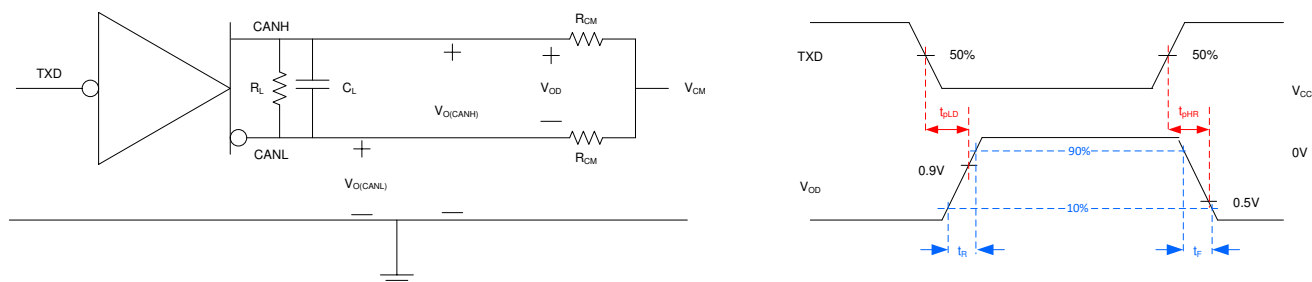 CANH
R_CM
TXD
R_L
C_L
+
+
V_OD
V_CM
V_O(CANH)
—
CANL
+
R_CM
V_O(CANL)
—
—
TXD
50%
50%
V_CC
t_pLD
t_pHR
90%
0V
0.9V
V_OD
0.5V
10%
t_R
t_F